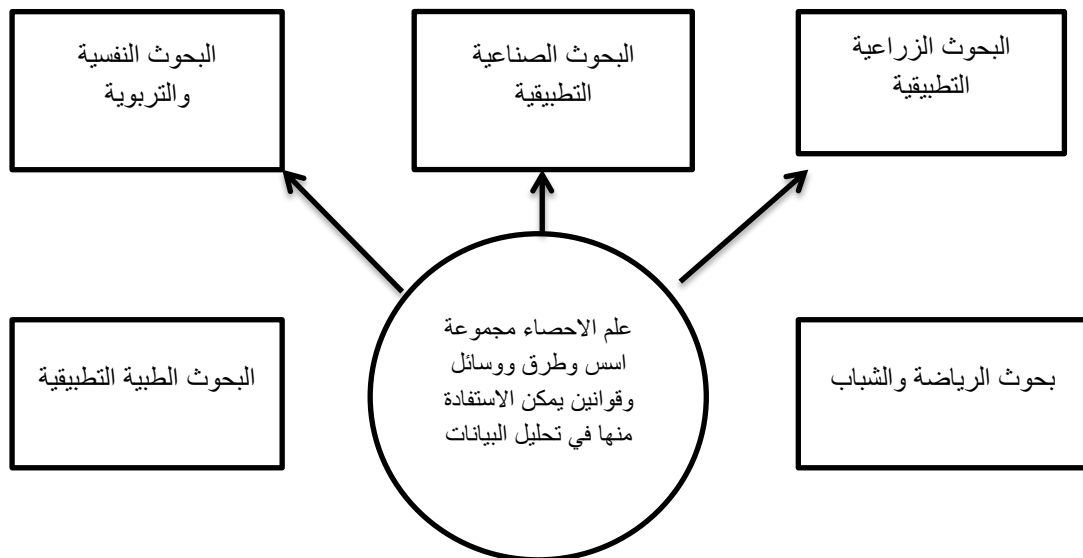 البحوث الزراعية
التطبيقية
البحوث الصناعية
التطبيقية
البحوث النفسية
والتربوية
علم الاحصاء مجموعة
اسس وطرق ووسائل
وقوانين يمكن الاستفادة
منها في تحليل البيانات
بحوث الرياضة والشباب
البحوث الطبية التطبيقية